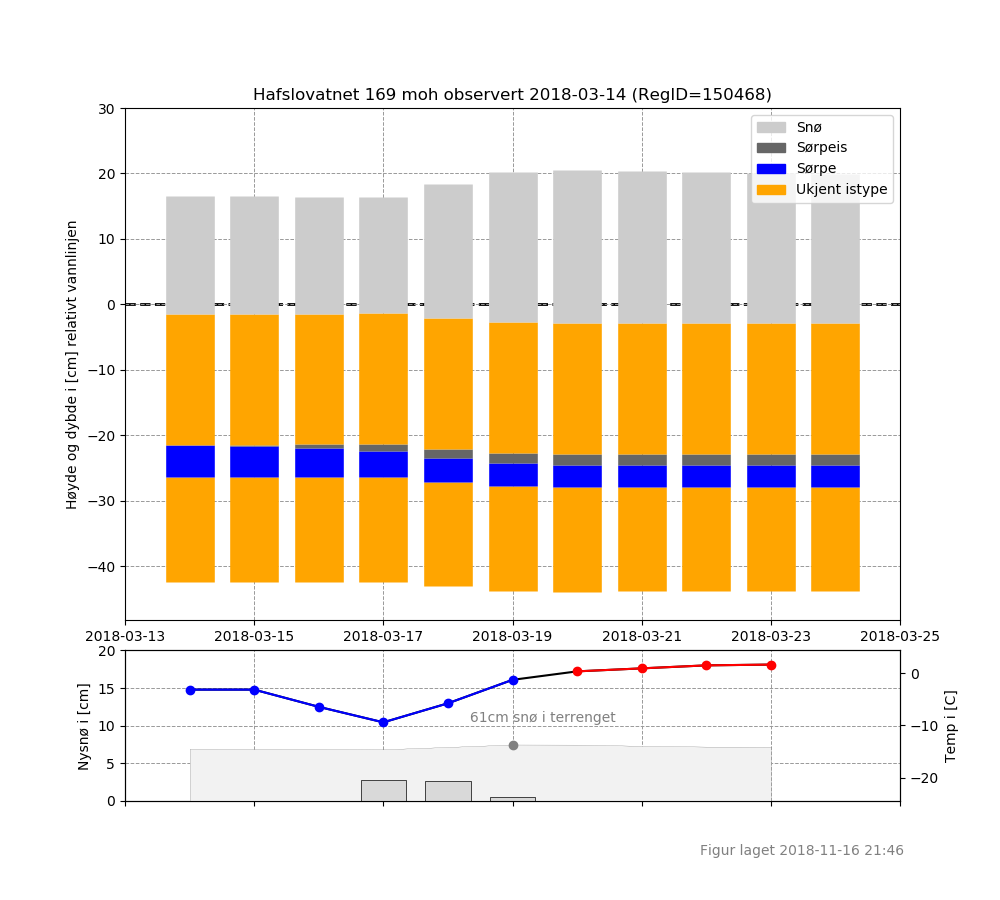 Hafslovatnet 169 moh observert 2018-03-14 (RegID=150468)
Høyde og dybde i [cm] relativt vannlinjen
30
20
10
0
−10
−20
−30
−40
Snø
Sørpeis
Sørpe
Ukjent istype
2018-03-13 2018-03-15 2018-03-17 2018-03-19 2018-03-21 2018-03-23 2018-03-25
Nysnø i [cm]
20
15
10
5
0
61cm snø i terrenget
0
−10
−20
Temp i [C]
Figur laget 2018-11-16 21:46